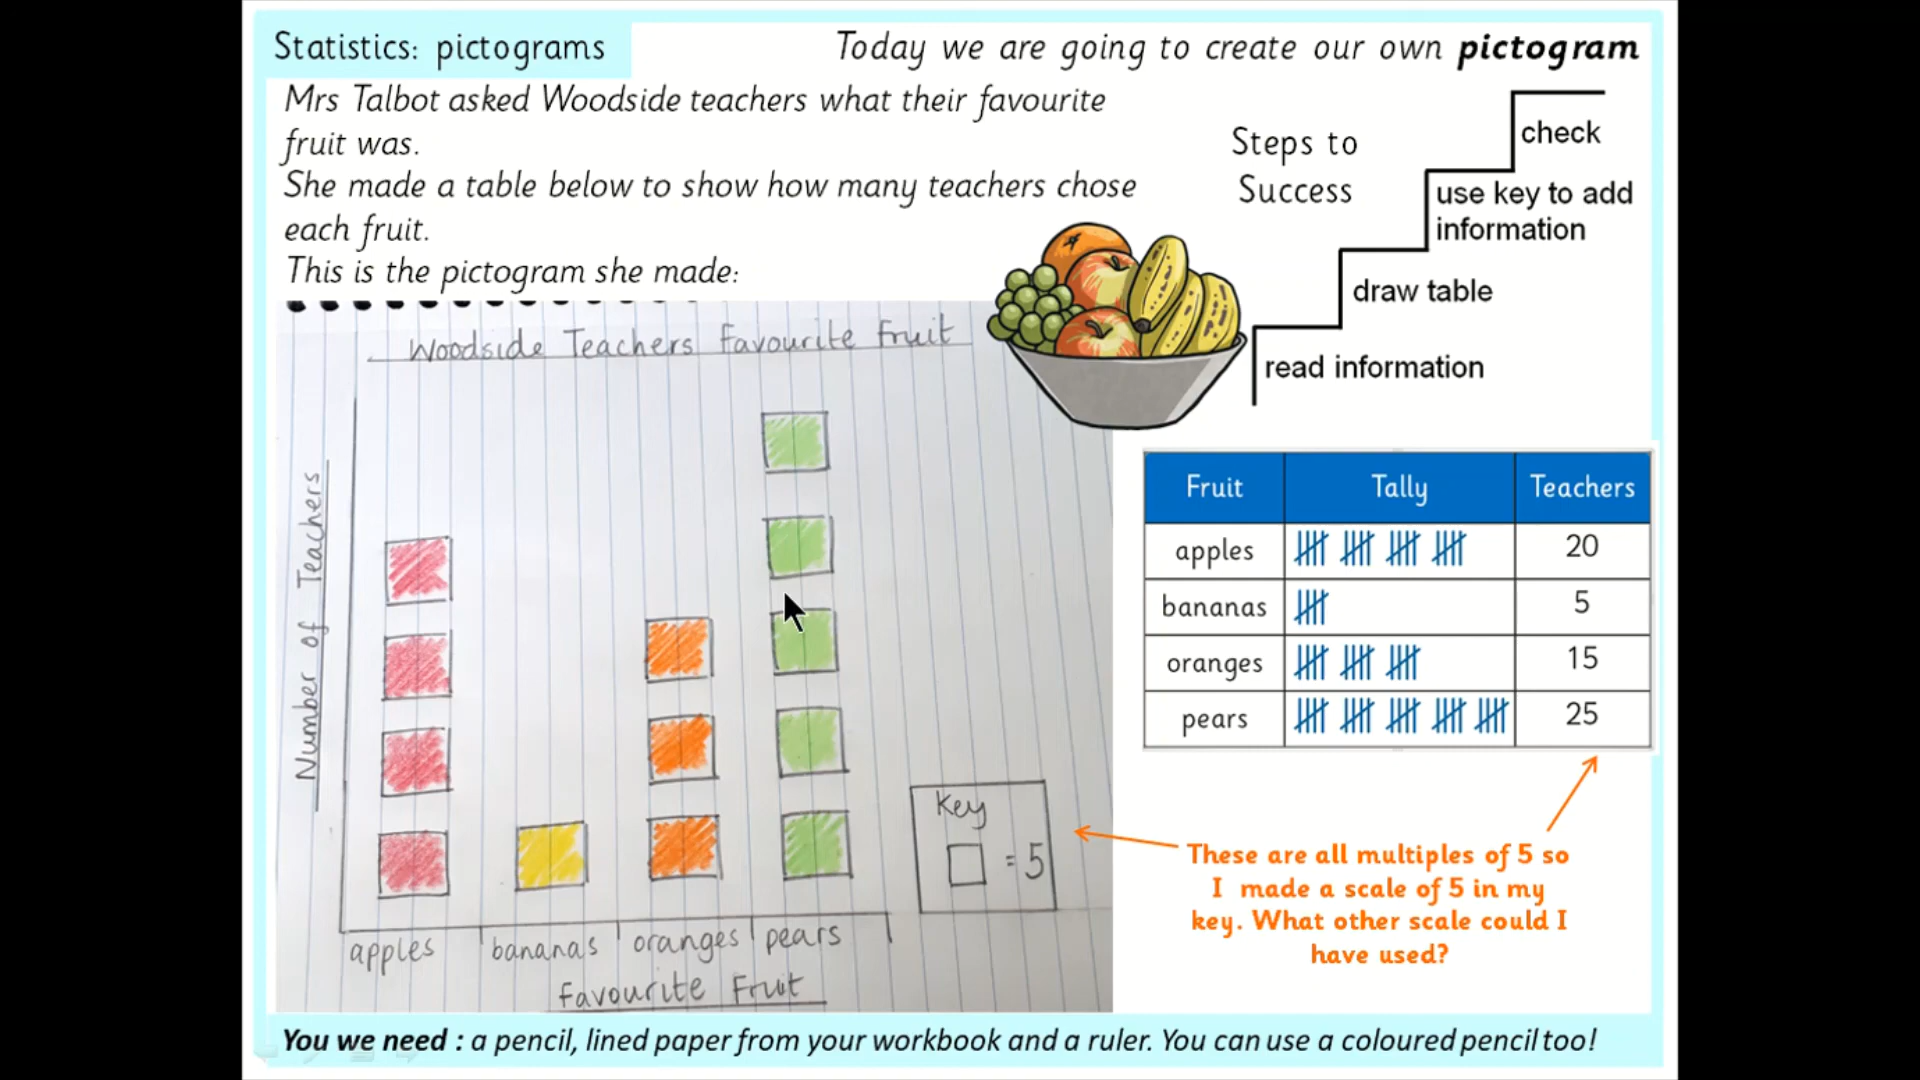 Statistics: pictograms
Today we are going to create our own pictogram
Mrs Talbot asked Woodside teachers what their favourite
fruit was.
She made a table below to show how many teachers chose
each fruit.
This is the pictogram she made:
Steps to
Success
check
use key to add
information
draw table
read information
Woodside Teachers Favourite Fruit
Number of Teachers
Key
= 5
apples bananas oranges pears
Favourite Fruit
Fruit Tally Teachers
apples 20
bananas 5
oranges 15
pears 25
These are all multiples of 5 so
I made a scale of 5 in my
key. What other scale could I
have used?
You we need : a pencil, lined paper from your workbook and a ruler. You can use a coloured pencil too!